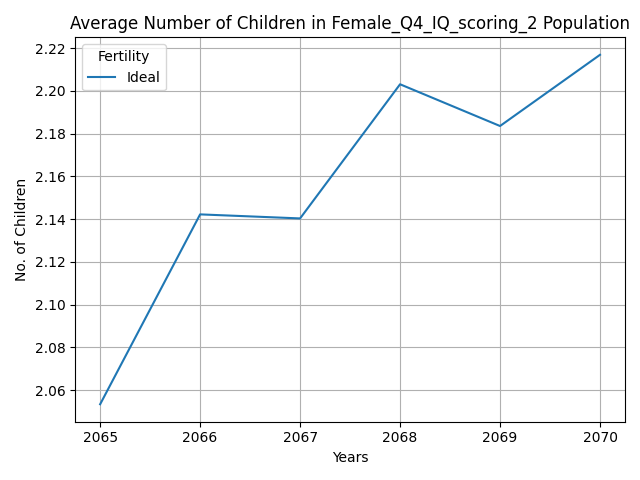 Average Number of Children in Female_Q4_IQ_scoring_2 Population
Fertility
Ideal
No. of Children
2.22
2.20
2.18
2.16
2.14
2.12
2.10
2.08
2.06
2065 2066 2067 2068 2069 2070
Years